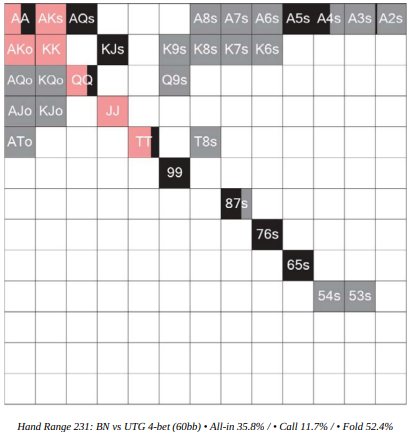 AA AKs AQs A8s A7s A6s A5s A4s A3s A2s
AKo KK KJs K9s K8s K7s K6s
AQo KQo QQ Q9s
AJo KJo JJ
ATo TT T8s
99
87s
76s
65s
54s 53s
Hand Range 231: BN vs UTG 4-bet (60bb) • All-in 35.8% / • Call 11.7% / • Fold 52.4%